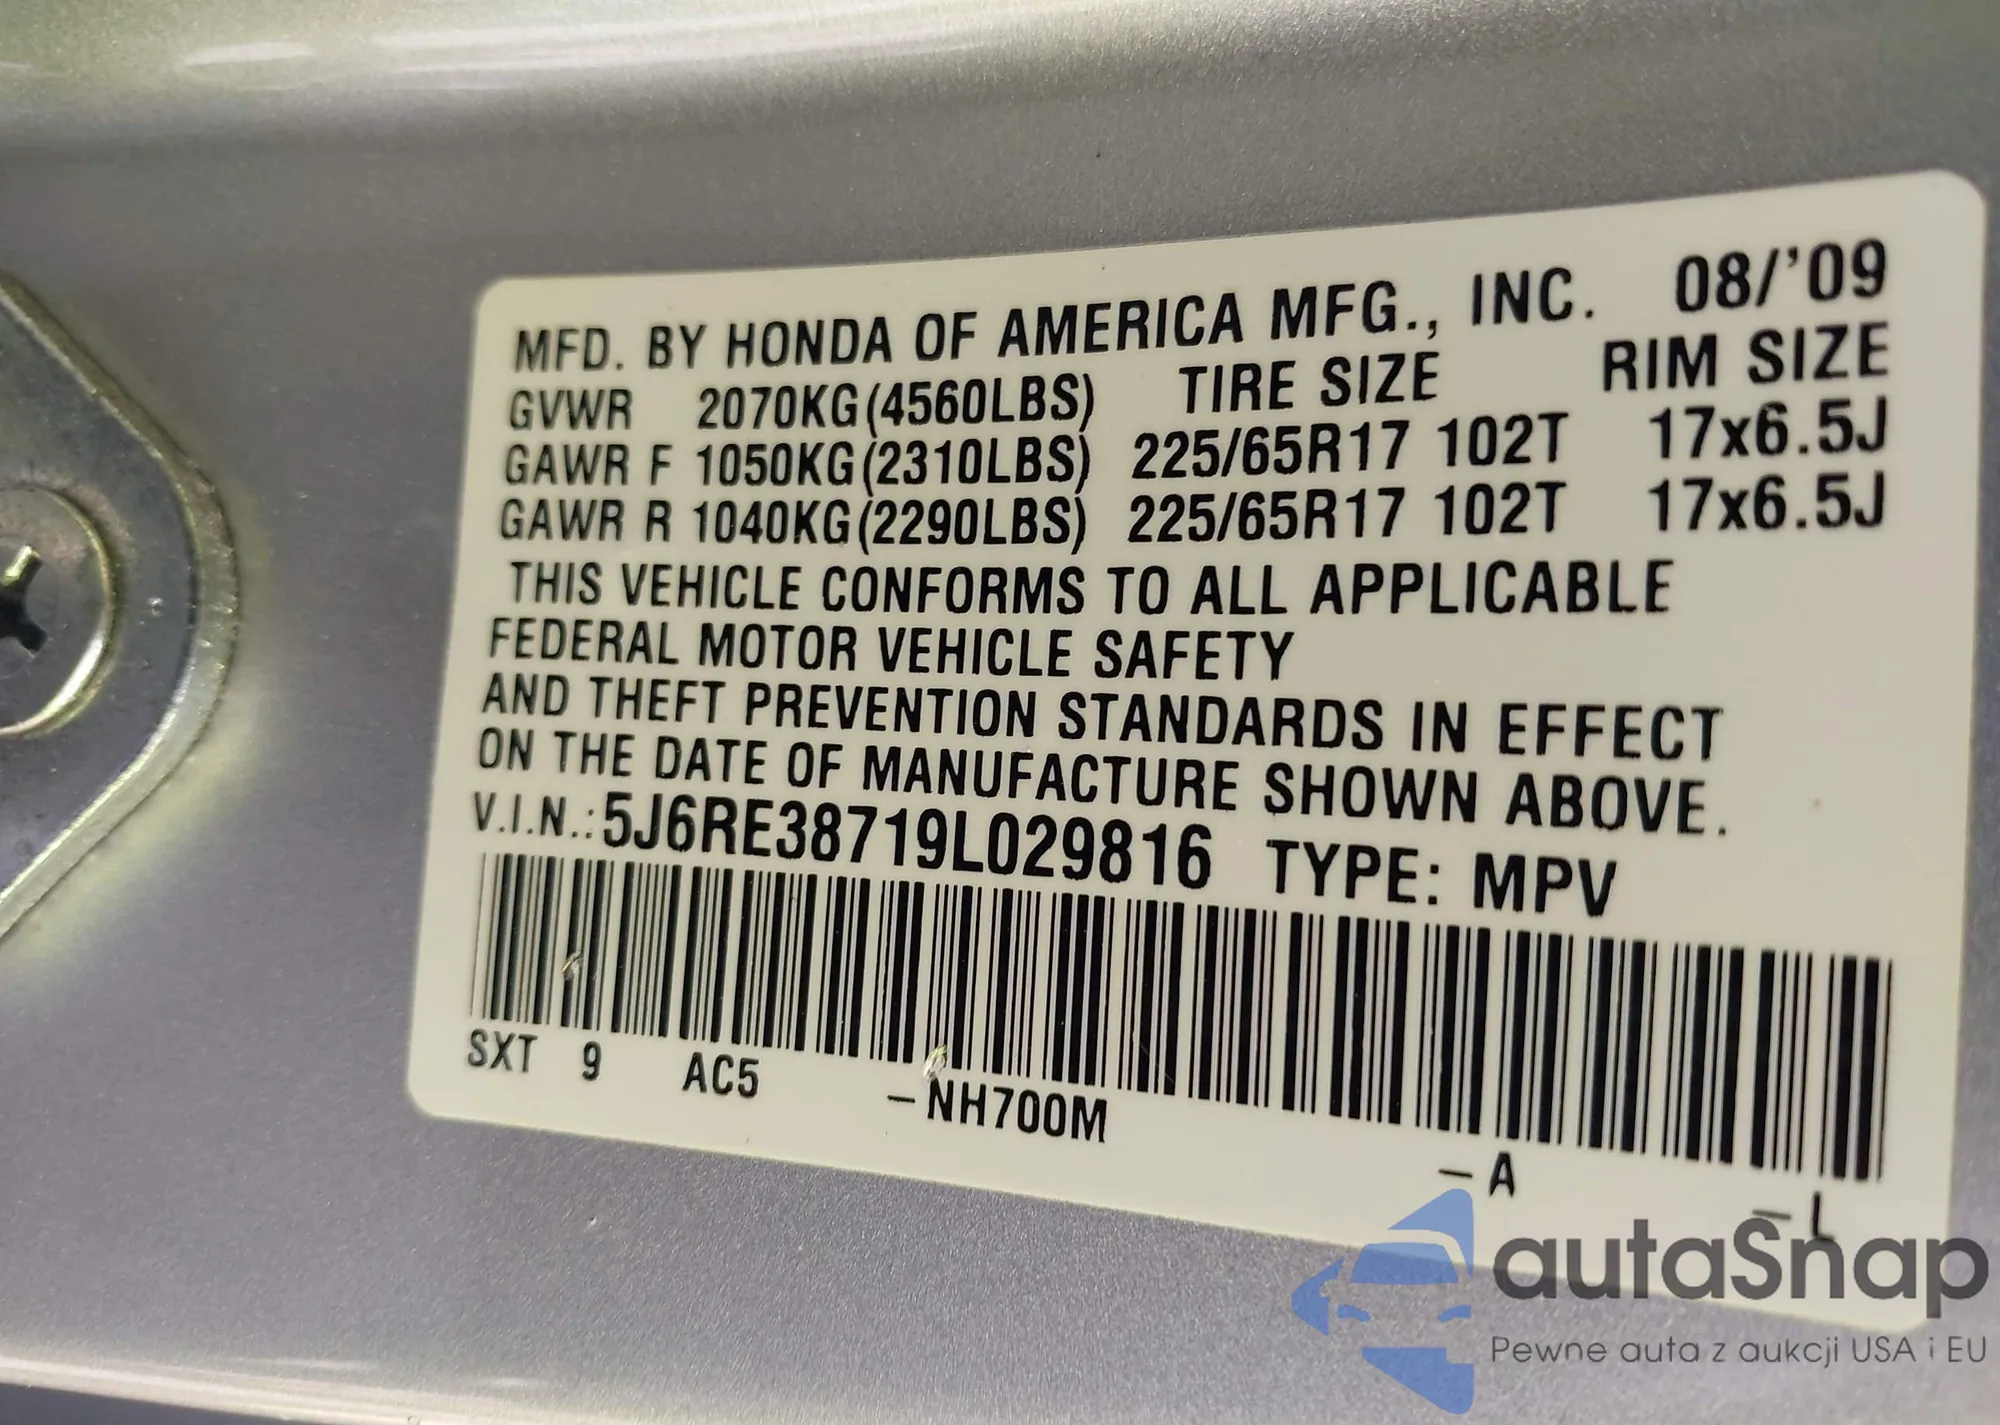 MFD. BY HONDA OF AMERICA MFG., INC. 08/'09
GVWR 2070KG(4560LBS) TIRE SIZE RIM SIZE
GAWR F 1050KG(2310LBS) 225/65R17 102T 17x6.5J
GAWR R 1040KG(2290LBS) 225/65R17 102T 17x6.5J
THIS VEHICLE CONFORMS TO ALL APPLICABLE
FEDERAL MOTOR VEHICLE SAFETY
AND THEFT PREVENTION STANDARDS IN EFFECT
ON THE DATE OF MANUFACTURE SHOWN ABOVE.
V.I.N.:5J6RE38719L029816 TYPE: MPV
SXT 9 AC5 –NH700M –A –L
autaSnap
Pewne auta z aukcji USA i EU